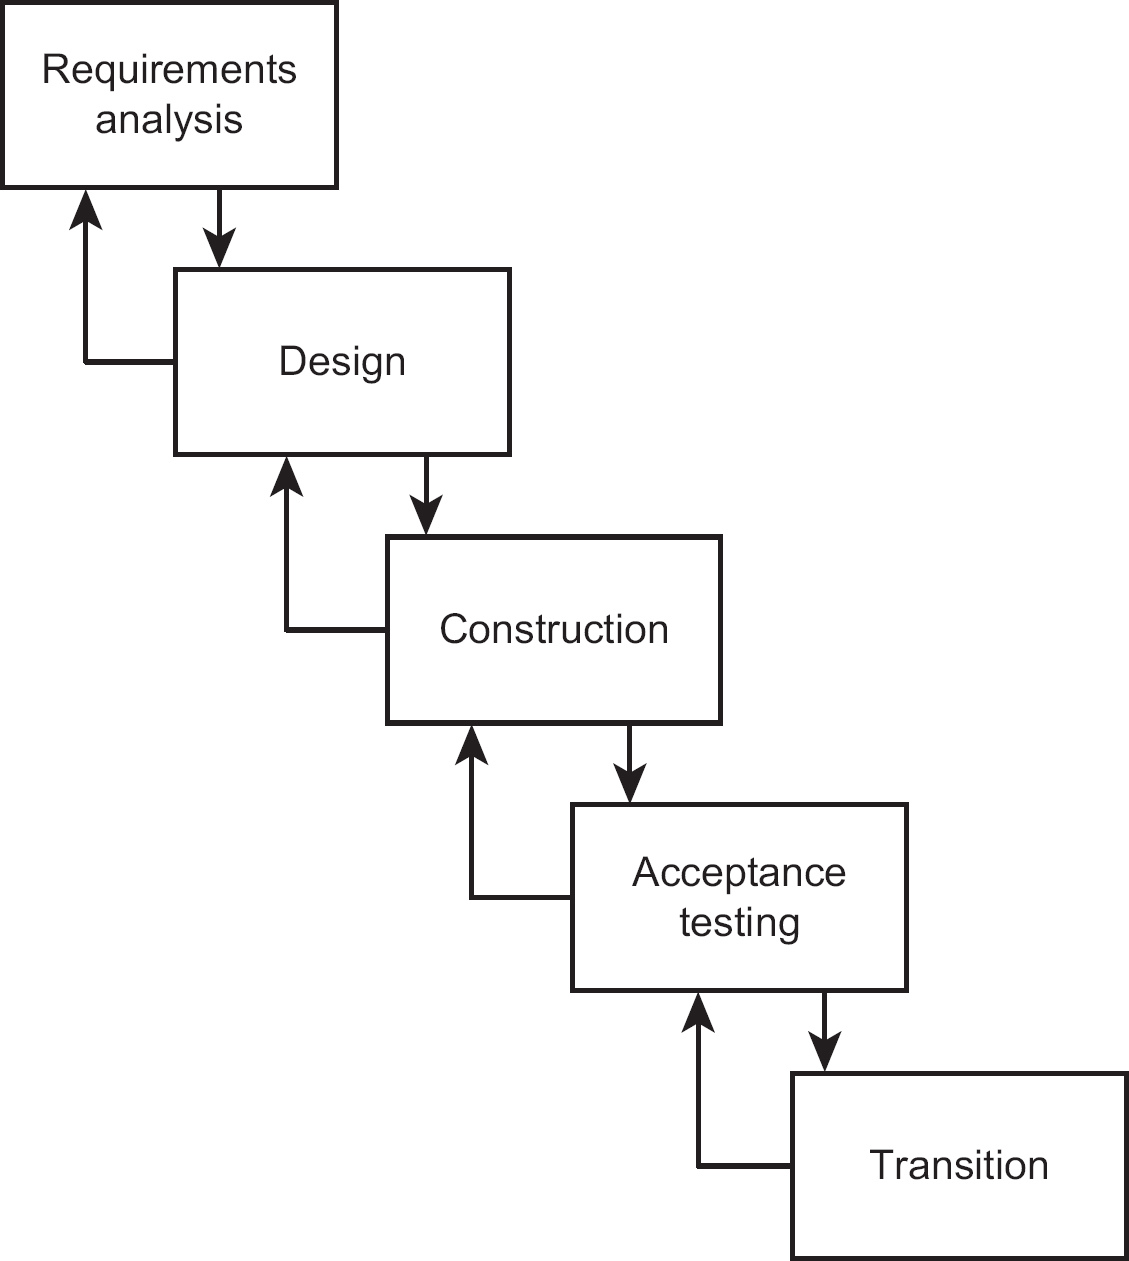 Requirements
analysis
Design
Construction
Acceptance
testing
Transition